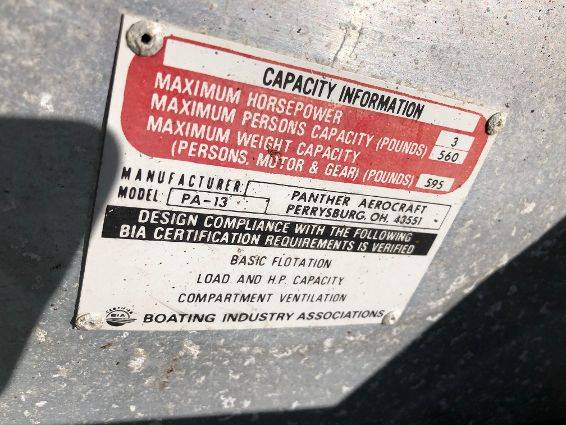 CAPACITY INFORMATION
MAXIMUM HORSEPOWER 3
MAXIMUM PERSONS CAPACITY (POUNDS) 560
MAXIMUM WEIGHT CAPACITY
(PERSONS, MOTOR & GEAR) (POUNDS) 595
MANUFACTURER PANTHER AEROCRAFT
MODEL PA-13 PERRYSBURG, OH. 43551
DESIGN COMPLIANCE WITH THE FOLLOWING
BIA CERTIFICATION REQUIREMENTS IS VERIFIED
BASIC FLOTATION
LOAD AND H.P. CAPACITY
COMPARTMENT VENTILATION
BIA BOATING INDUSTRY ASSOCIATIONS